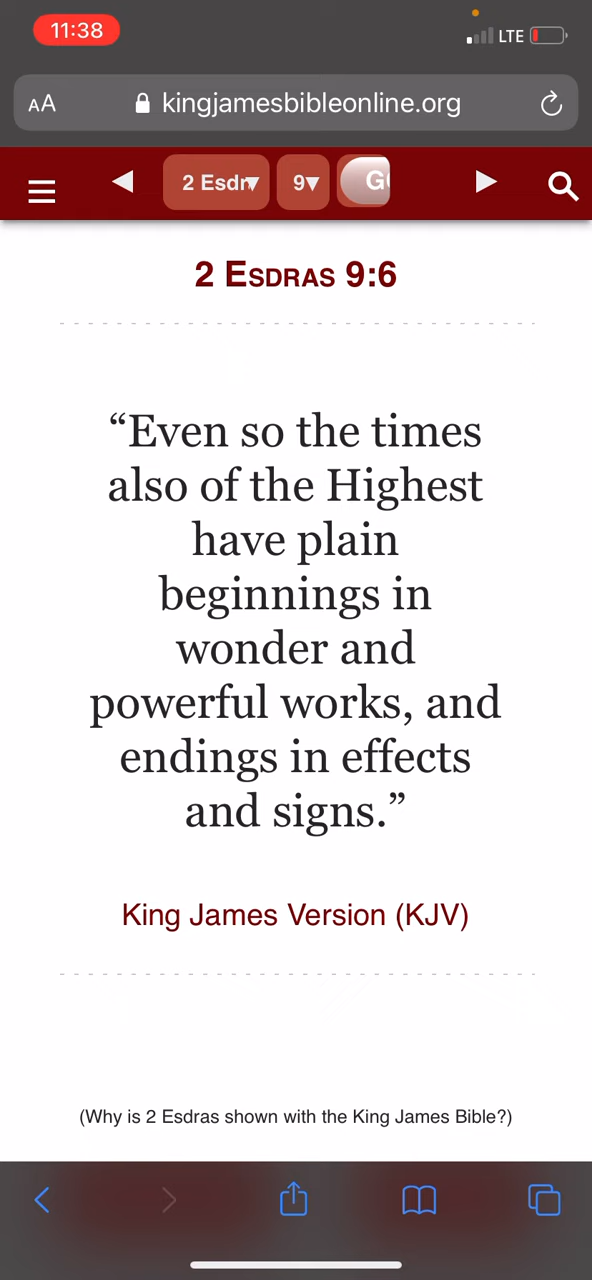 11:38
LTE
AA kingjamesbibleonline.org
2 Esdr 9
2 ESDRAS 9:6
“Even so the times
also of the Highest
have plain
beginnings in
wonder and
powerful works, and
endings in effects
and signs.”
King James Version (KJV)
(Why is 2 Esdras shown with the King James Bible?)